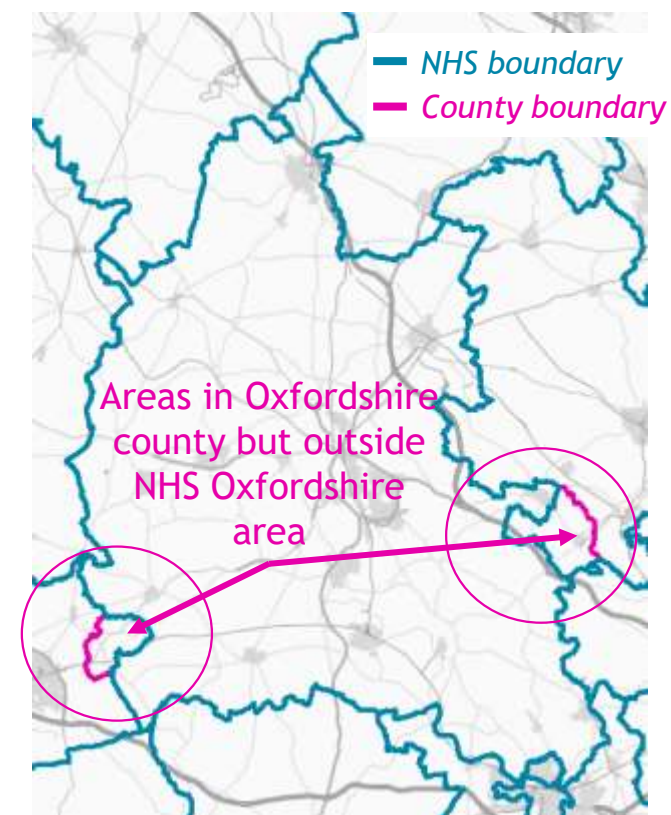 NHS boundary
County boundary
Areas in Oxfordshire
county but outside
NHS Oxfordshire
area